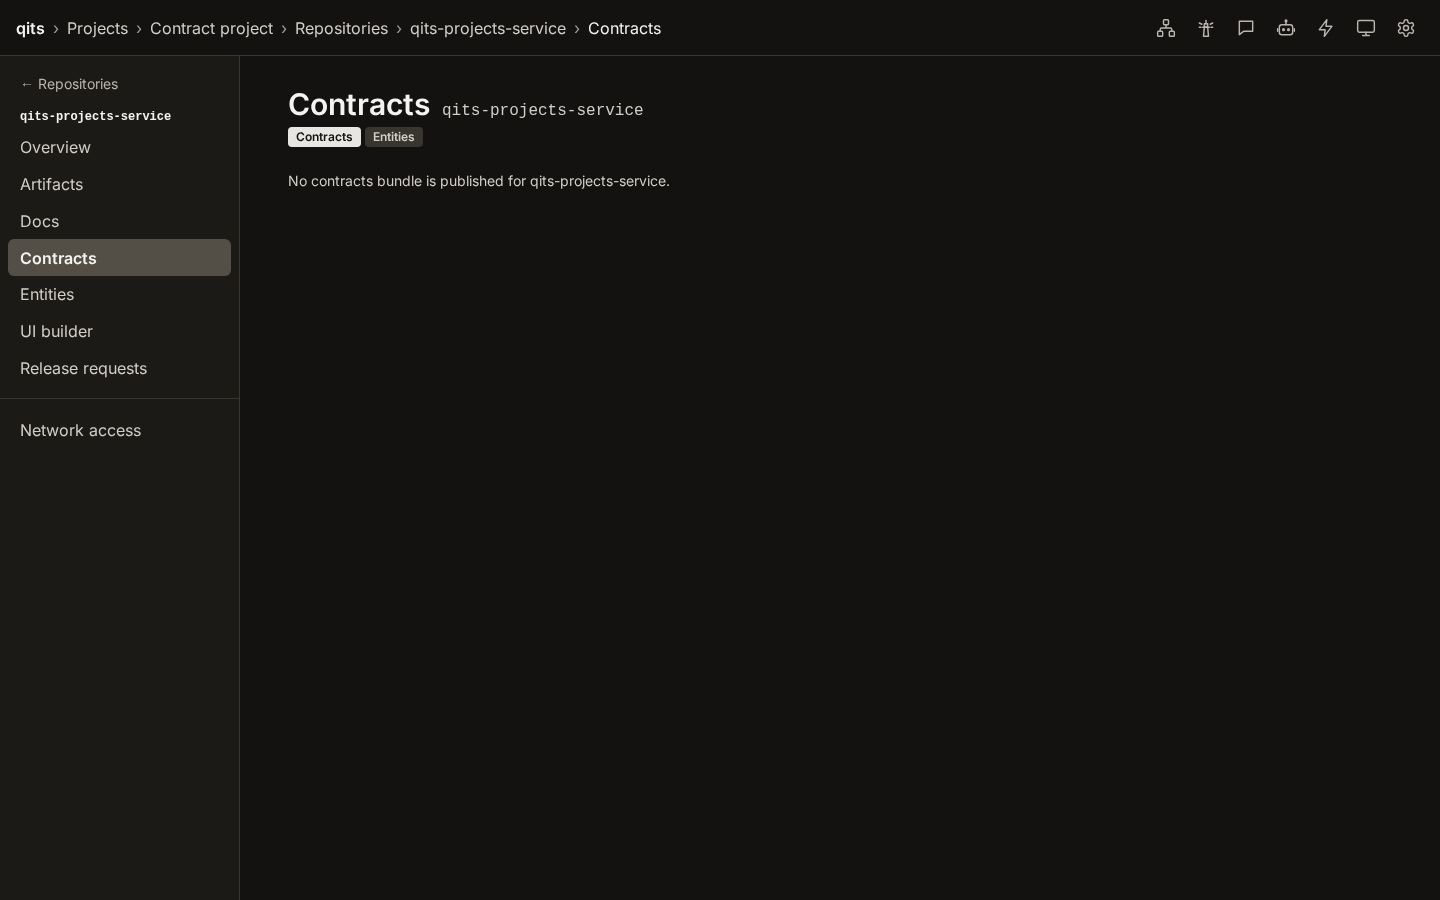 qits › Projects › Contract project › Repositories › qits-projects-service › Contracts
← Repositories
qits-projects-service
Overview
Artifacts
Docs
Contracts
Entities
UI builder
Release requests
Network access
Contracts qits-projects-service
Contracts Entities
No contracts bundle is published for qits-projects-service.